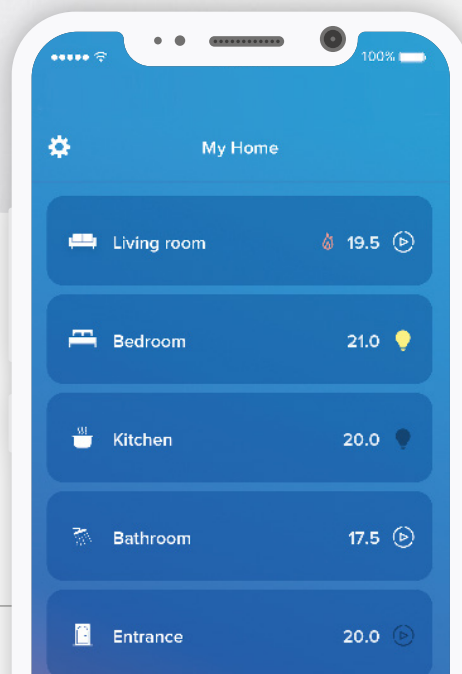 100%
My Home
Living room 19.5
Bedroom 21.0
Kitchen 20.0
Bathroom 17.5
Entrance 20.0